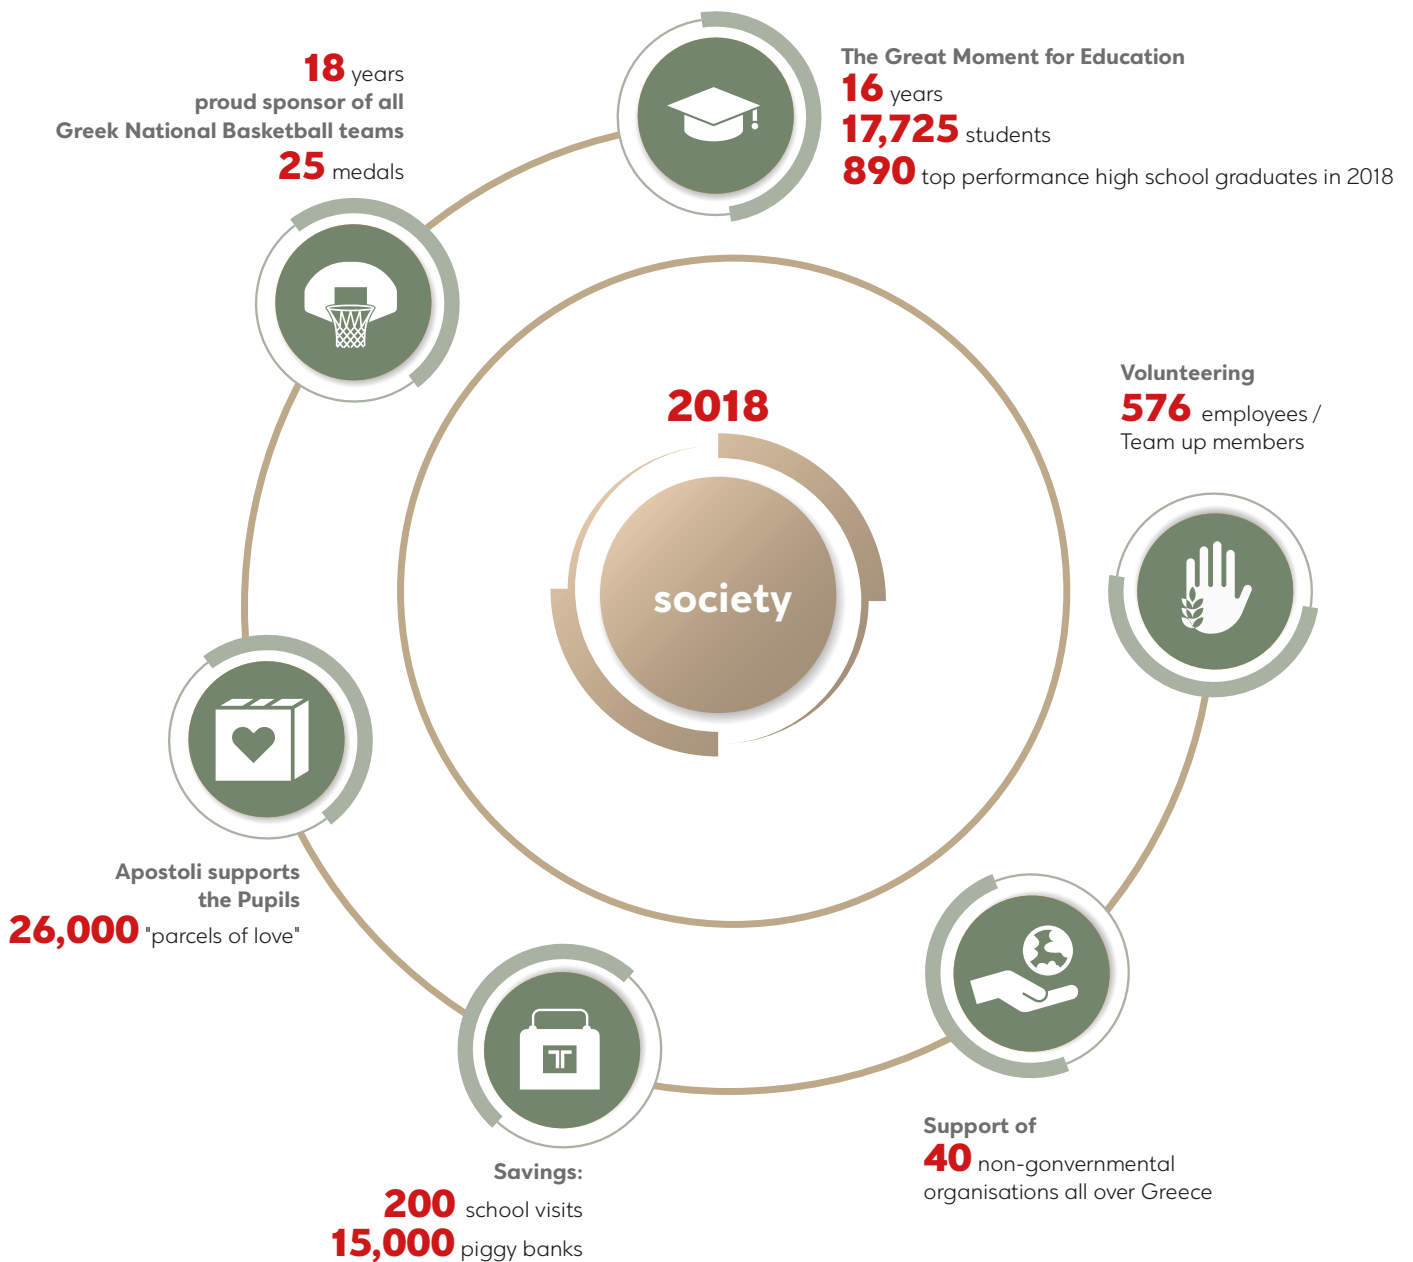 The Great Moment for Education
16 years
17,725 students
890 top performance high school graduates in 2018
18 years
proud sponsor of all
Greek National Basketball teams
25 medals
Volunteering
576 employees /
Team up members
2018
society
Apostoli supports
the Pupils
26,000 "parcels of love"
Support of
40 non-gonvernmental
organisations all over Greece
Savings:
200 school visits
15,000 piggy banks